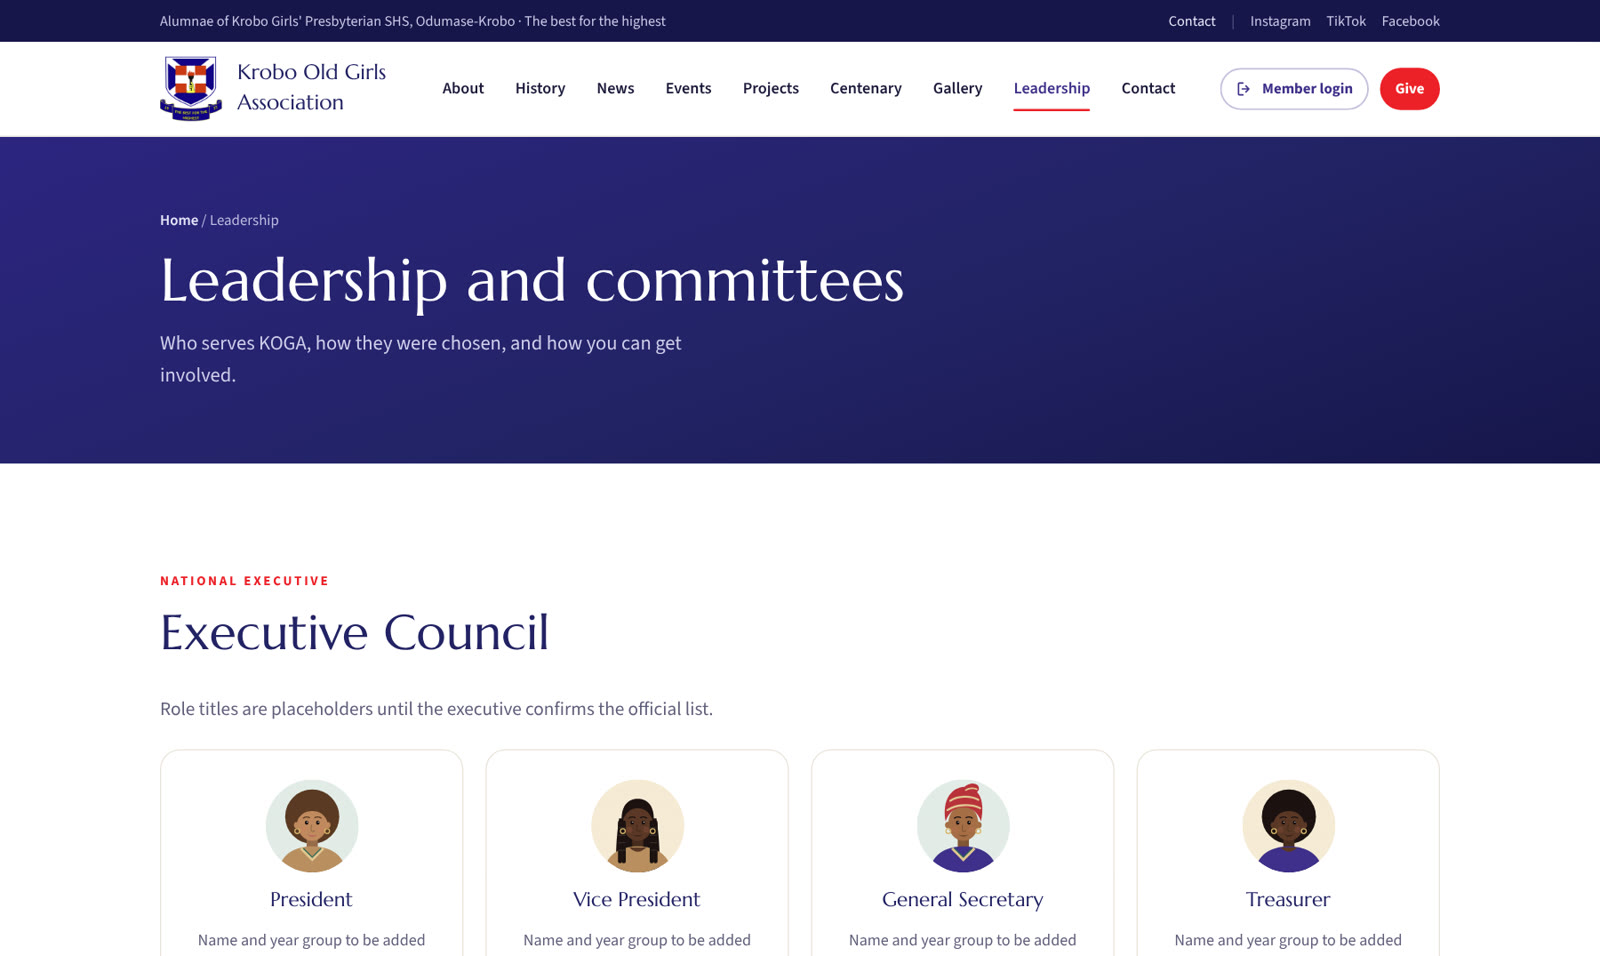 Alumnae of Krobo Girls' Presbyterian SHS, Odumase-Krobo · The best for the highest
Contact | Instagram TikTok Facebook
Krobo Old Girls
Association
About History News Events Projects Centenary Gallery Leadership Contact
Member login
Give
THE BEST FOR THE
HIGHEST
Home / Leadership
Leadership and committees
Who serves KOGA, how they were chosen, and how you can get
involved.
NATIONAL EXECUTIVE
Executive Council
Role titles are placeholders until the executive confirms the official list.
President
Name and year group to be added
Vice President
Name and year group to be added
General Secretary
Name and year group to be added
Treasurer
Name and year group to be added